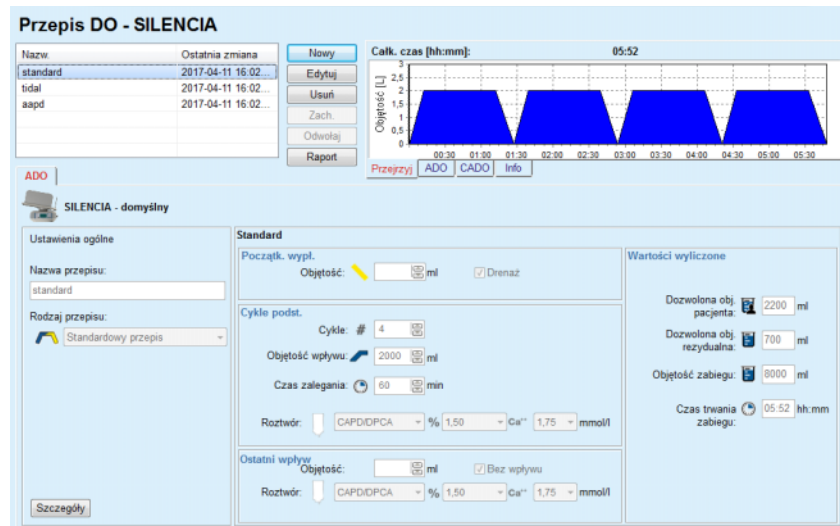 Przepis DO - SILENCIA
Nazw. Ostatnia zmiana
standard 2017-04-11 16:02...
tidal 2017-04-11 16:02...
aapd 2017-04-11 16:02...
Nowy
Edytuj
Usuń
Zach.
Odwołaj
Raport
Całk. czas [hh:mm]: 05:52
Objętość [L]
3
2,5
2
1,5
1
0,5
0
00:30 01:00 01:30 02:00 02:30 03:00 03:30 04:00 04:30 05:00 05:30
Przejrzyj ADO CADO Info
ADO
SILENCIA - domyślny
Ustawienia ogólne
Nazwa przepisu:
standard
Rodzaj przepisu:
Standardowy przepis
Szczegóły
Standard
Początk. wypł.
Objętość: ml Drenaż
Cykle podst.
Cykle: # 4
Objętość wpływu: 2000 ml
Czas zalegania: 60 min
Roztwór: CAPD/DPCA % 1,50 Ca++ 1,75 mmol/l
Ostatni wpływ
Objętość: ml Bez wpływu
Roztwór: CAPD/DPCA % 1,50 Ca++ 1,75 mmol/l
Wartości wyliczone
Dozwolona obj.
pacjenta: 2200 ml
Dozwolona obj.
rezydualna: 700 ml
Objętość zabiegu: 8000 ml
Czas trwania 05:52 hh:mm
zabiegu: